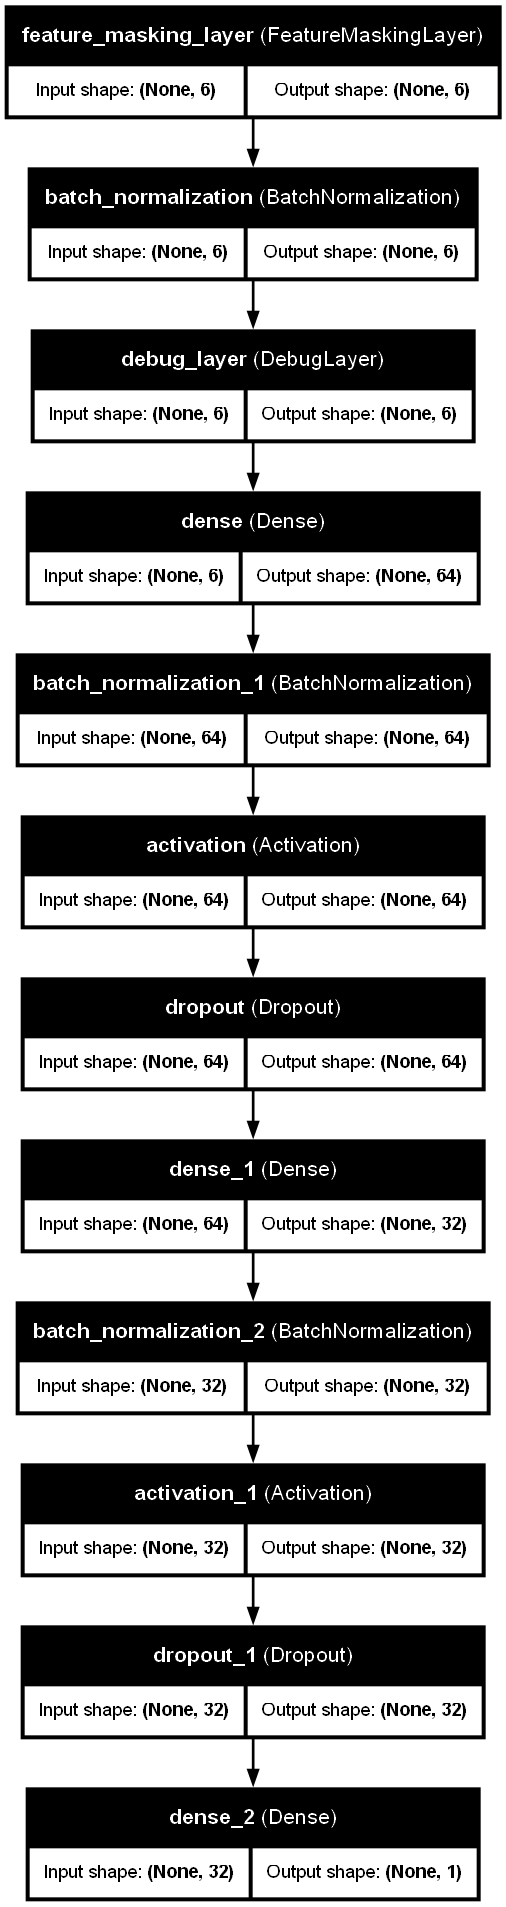 feature_masking_layer (FeatureMaskingLayer)
Input shape: (None, 6) Output shape: (None, 6)
batch_normalization (BatchNormalization)
Input shape: (None, 6) Output shape: (None, 6)
debug_layer (DebugLayer)
Input shape: (None, 6) Output shape: (None, 6)
dense (Dense)
Input shape: (None, 6) Output shape: (None, 64)
batch_normalization_1 (BatchNormalization)
Input shape: (None, 64) Output shape: (None, 64)
activation (Activation)
Input shape: (None, 64) Output shape: (None, 64)
dropout (Dropout)
Input shape: (None, 64) Output shape: (None, 64)
dense_1 (Dense)
Input shape: (None, 64) Output shape: (None, 32)
batch_normalization_2 (BatchNormalization)
Input shape: (None, 32) Output shape: (None, 32)
activation_1 (Activation)
Input shape: (None, 32) Output shape: (None, 32)
dropout_1 (Dropout)
Input shape: (None, 32) Output shape: (None, 32)
dense_2 (Dense)
Input shape: (None, 32) Output shape: (None, 1)